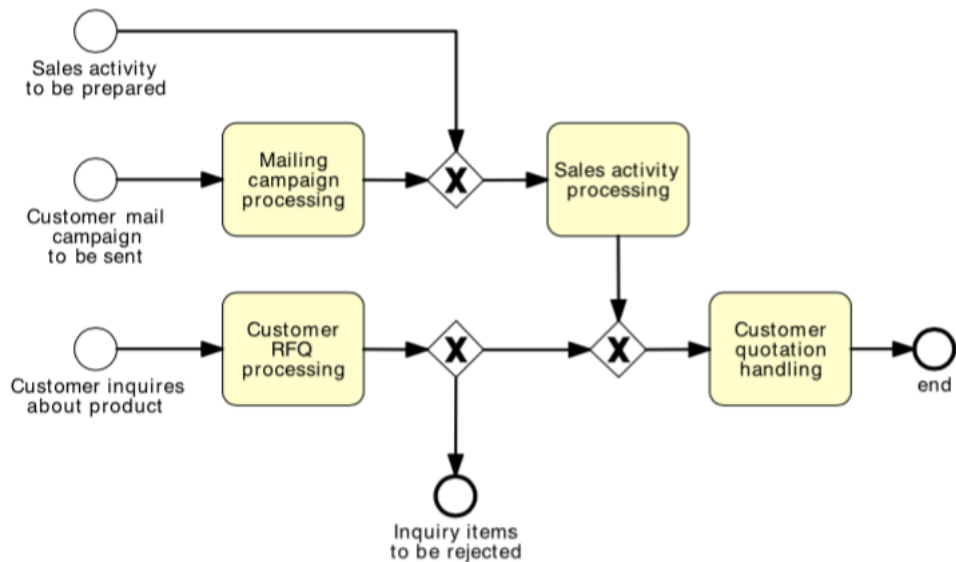 Sales activity
to be prepared
Mailing
campaign
processing
X
Sales activity
processing
Customer mail
campaign
to be sent
Customer
RFQ
processing
X
X
Customer
quotation
handling
Customer inquires
about product
end
Inquiry items
to be rejected